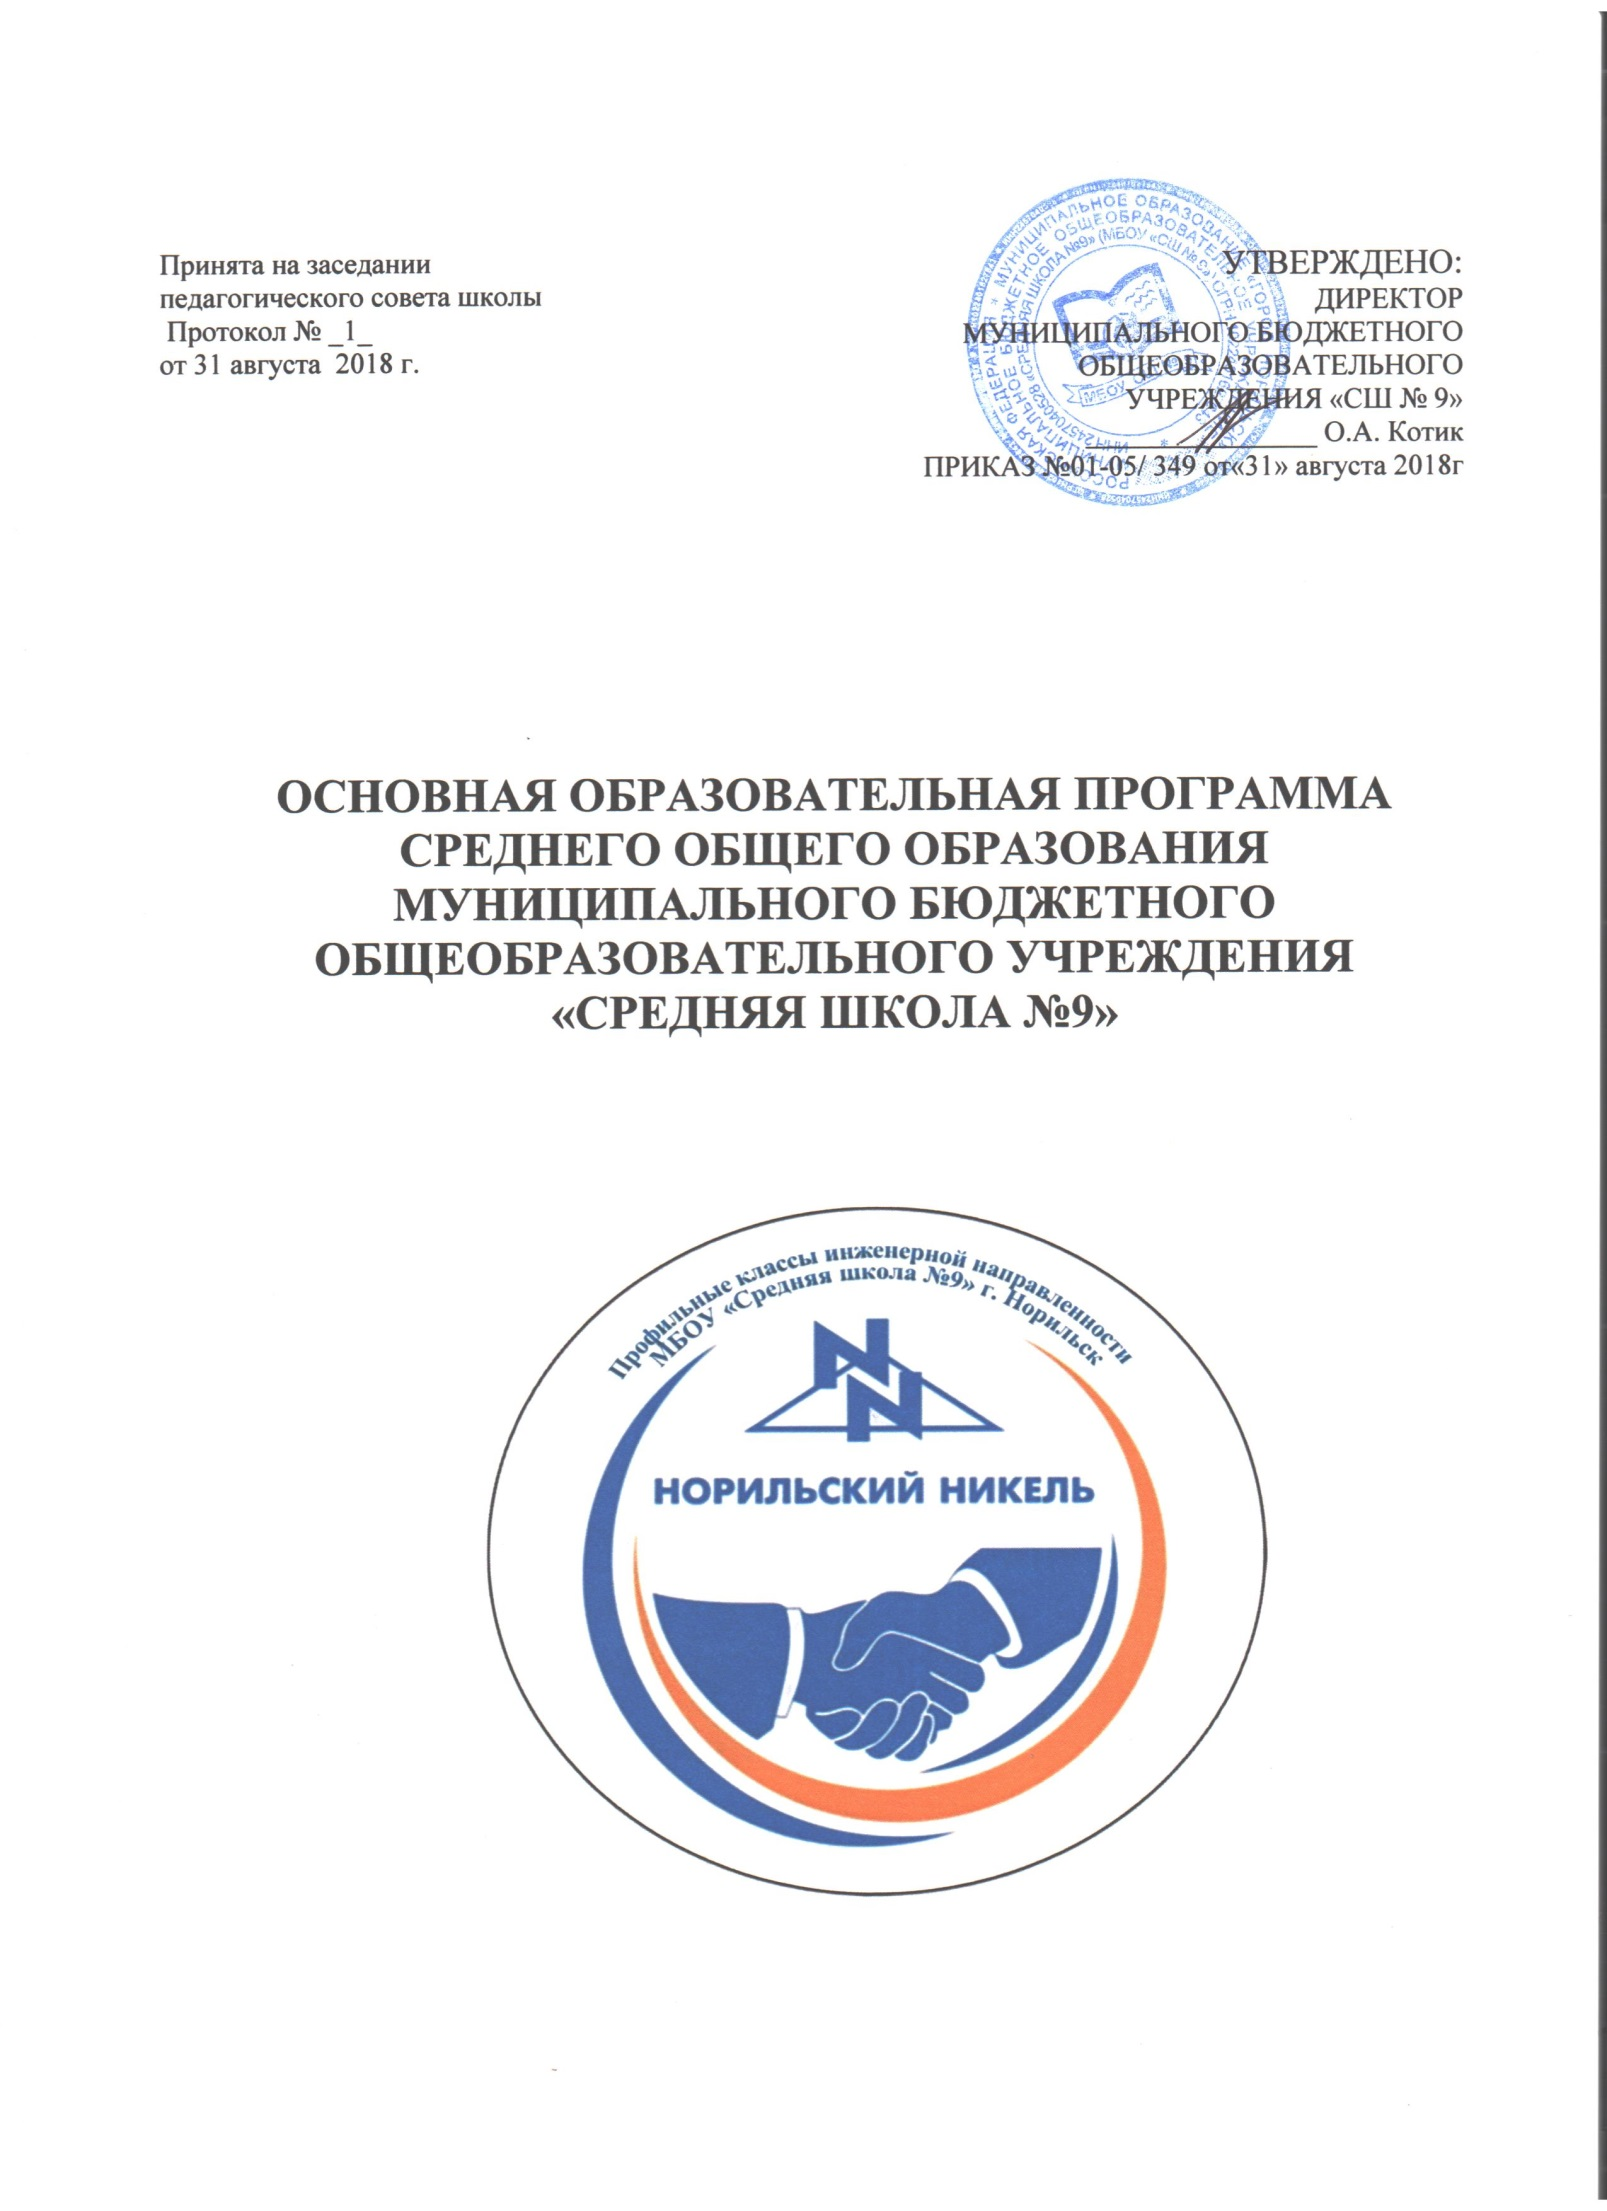 Принята на заседании
педагогического совета школы
Протокол № _1_
от 31 августа 2018 г.
УТВЕРЖДЕНО:
ДИРЕКТОР
МУНИЦИПАЛЬНОГО БЮДЖЕТНОГО
ОБЩЕОБРАЗОВАТЕЛЬНОГО
УЧРЕЖДЕНИЯ «СШ № 9»
________________ О.А. Котик
ПРИКАЗ №01-05/ 349 от«31» августа 2018г
ОСНОВНАЯ ОБРАЗОВАТЕЛЬНАЯ ПРОГРАММА
СРЕДНЕГО ОБЩЕГО ОБРАЗОВАНИЯ
МУНИЦИПАЛЬНОГО БЮДЖЕТНОГО
ОБЩЕОБРАЗОВАТЕЛЬНОГО УЧРЕЖДЕНИЯ
«СРЕДНЯЯ ШКОЛА №9»
Профильные классы инженерной направленности
МБОУ «Средняя школа №9» г. Норильск
НОРИЛЬСКИЙ НИКЕЛЬ